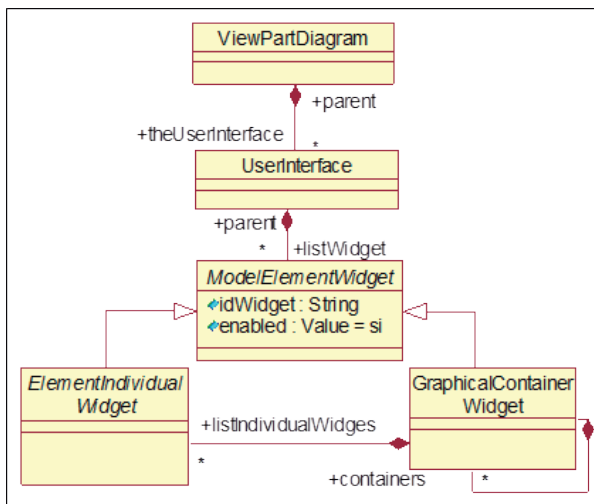 ViewPartDiagram
+parent
+theUserInterface
*
UserInterface
+parent
*
+listWidget
ModelElementWidget
idWidget : String
enabled : Value = si
ElementIndividual
Widget
GraphicalContainer
Widget
+listIndividualWidges
*
+containers
*